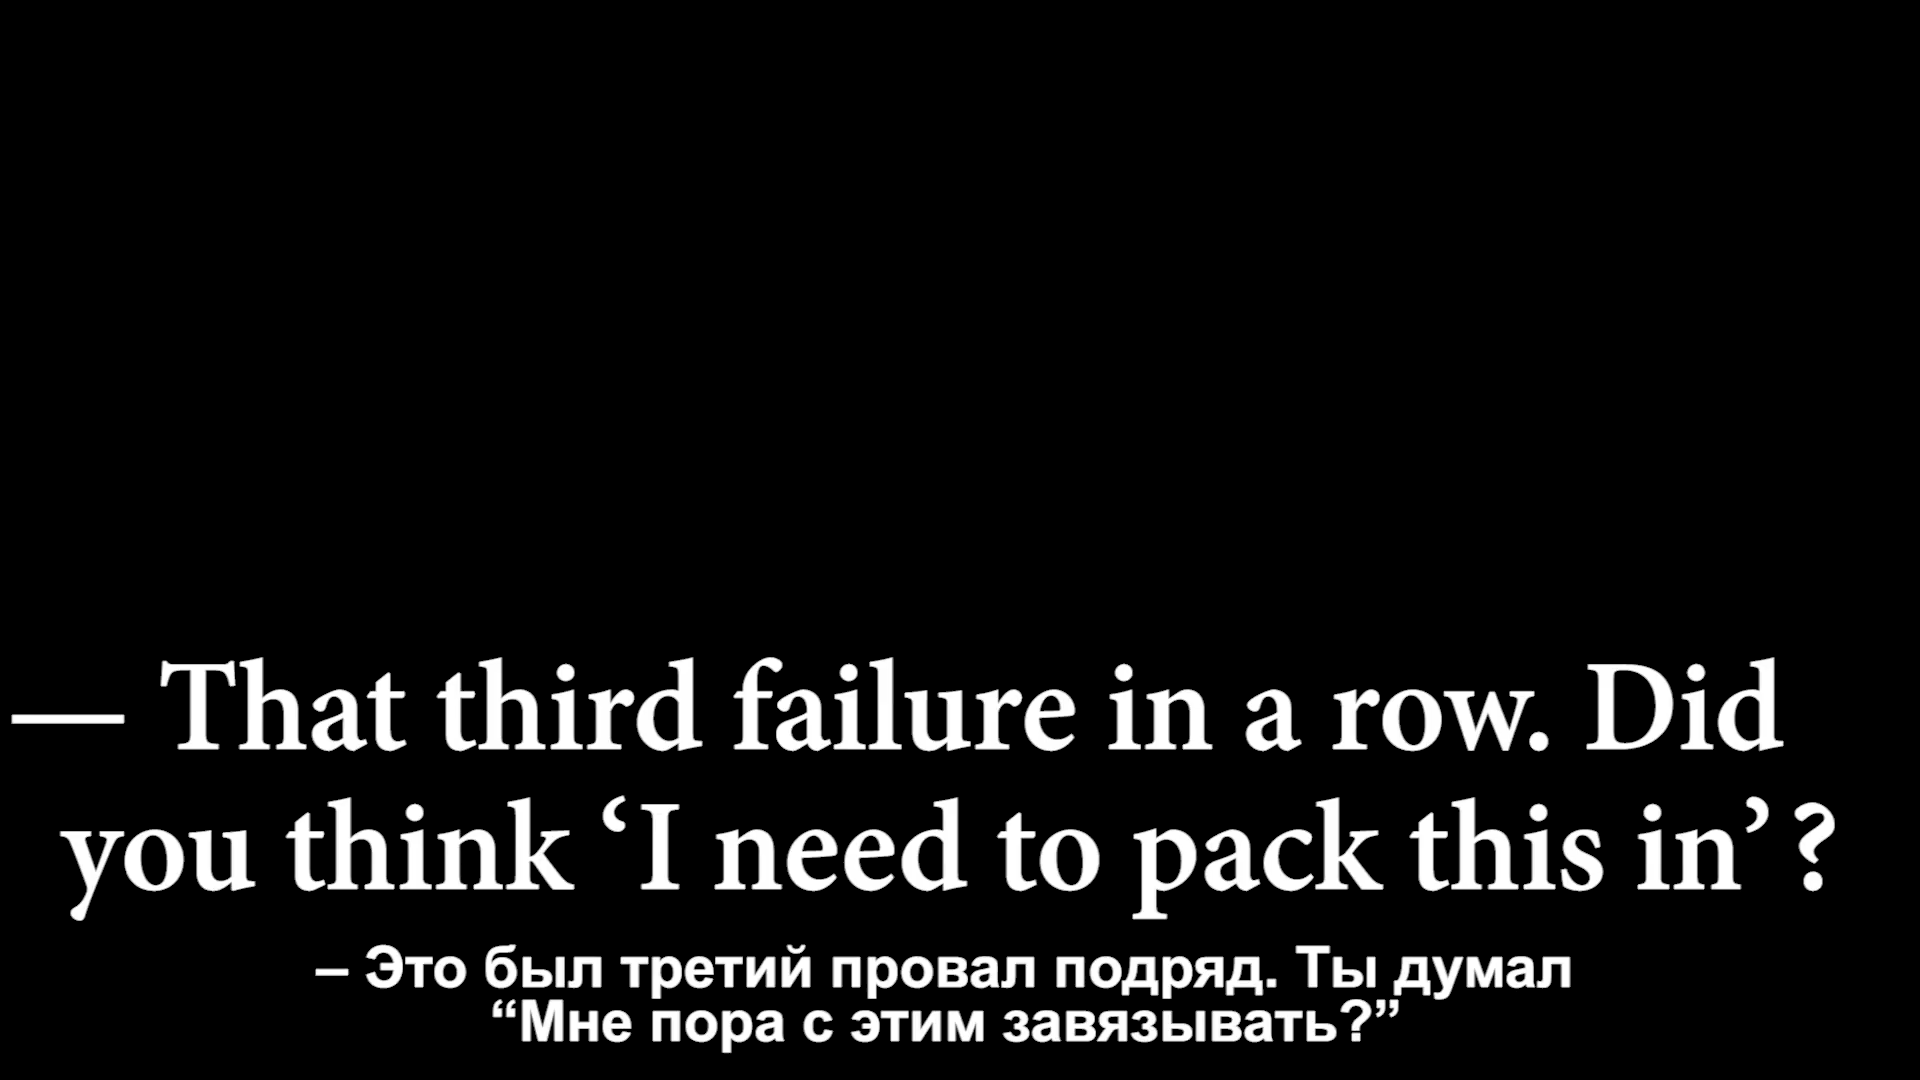 — That third failure in a row. Did
you think ‘I need to pack this in’ ?
– Это был третий провал подряд. Ты думал
“Мне пора с этим завязывать?”